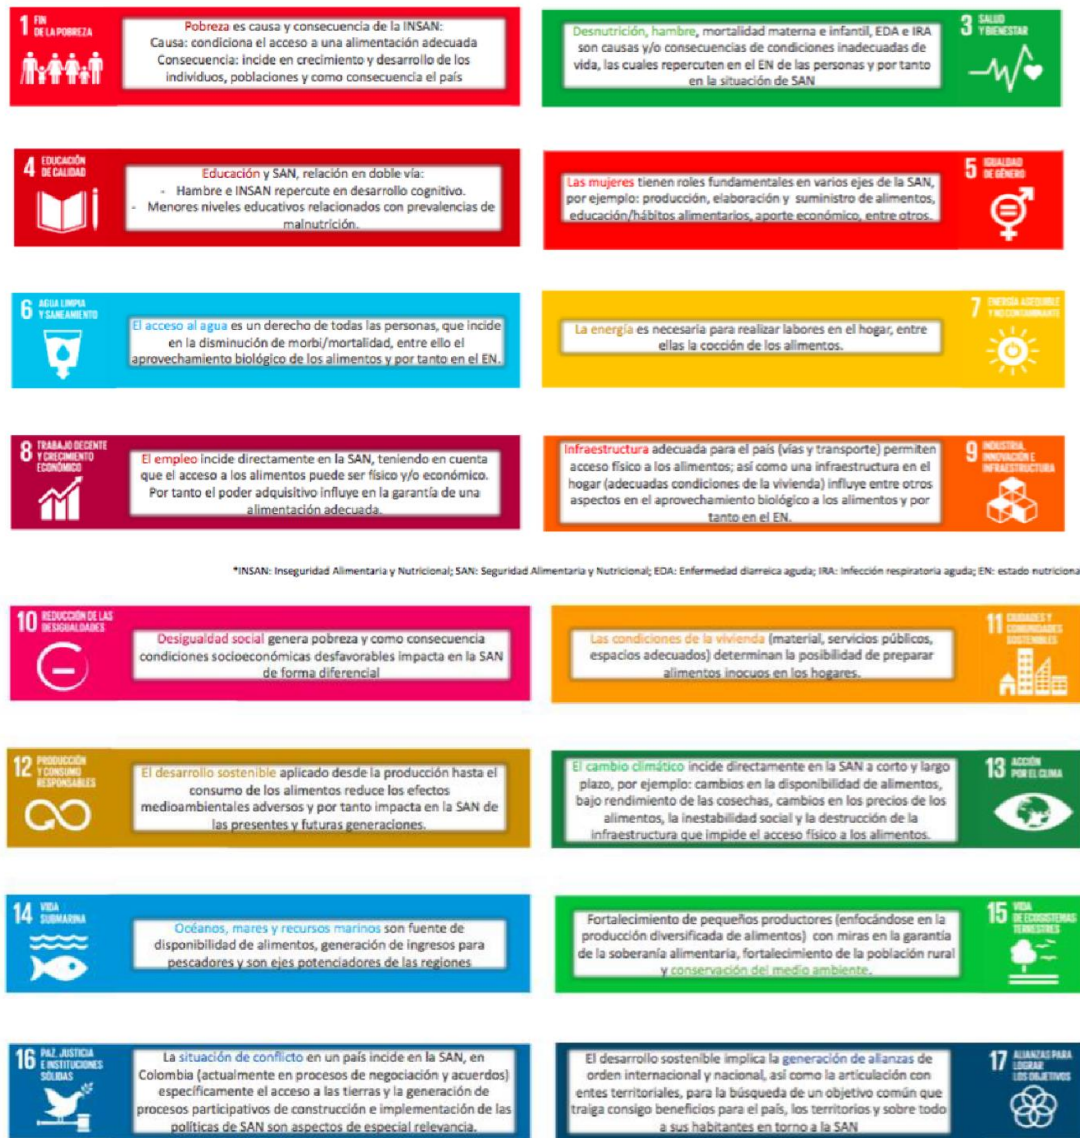 1 FIN
DE LA POBREZA
Pobreza es causa y consecuencia de la INSAN:
Causa: condiciona el acceso a una alimentación adecuada
Consecuencia: incide en crecimiento y desarrollo de los
individuos, poblaciones y como consecuencia el país
Desnutrición, hambre, mortalidad materna e infantil, EDA e IRA
son causas y/o consecuencias de condiciones inadecuadas de
vida, las cuales repercuten en el EN de las personas y por tanto
en la situación de SAN
3 SALUD
Y BIENESTAR
4 EDUCACIÓN
DE CALIDAD
Educación y SAN, relación en doble vía:
- Hambre e INSAN repercute en desarrollo cognitivo.
- Menores niveles educativos relacionados con prevalencias de
malnutrición.
Las mujeres tienen roles fundamentales en varios ejes de la SAN,
por ejemplo: producción, elaboración y suministro de alimentos,
educación/hábitos alimentarios, aporte económico, entre otros.
5 IGUALDAD
DE GÉNERO
6 AGUA LIMPIA
Y SANEAMIENTO
El acceso al agua es un derecho de todas las personas, que incide
en la disminución de morbi/mortalidad, entre ello el
aprovechamiento biológico de los alimentos y por tanto en el EN.
La energía es necesaria para realizar labores en el hogar, entre
ellas la cocción de los alimentos.
7 ENERGÍA ASEQUIBLE
Y NO CONTAMINANTE
8 TRABAJO DECENTE
Y CRECIMIENTO
ECONÓMICO
El empleo incide directamente en la SAN, teniendo en cuenta
que el acceso a los alimentos puede ser físico y/o económico.
Por tanto el poder adquisitivo influye en la garantía de una
alimentación adecuada.
Infraestructura adecuada para el país (vías y transporte) permiten
acceso físico a los alimentos; así como una infraestructura en el
hogar (adecuadas condiciones de la vivienda) influye entre otros
aspectos en el aprovechamiento biológico a los alimentos y por
tanto en el EN.
9 INDUSTRIA,
INNOVACIÓN E
INFRAESTRUCTURA
*INSAN: Inseguridad Alimentaria y Nutricional; SAN: Seguridad Alimentaria y Nutricional; EDA: Enfermedad diarreica aguda; IRA: Infección respiratoria aguda; EN: estado nutriciona
10 REDUCCIÓN DE LAS
DESIGUALDADES
Desigualdad social genera pobreza y como consecuencia
condiciones socioeconómicas desfavorables impacta en la SAN
de forma diferencial
Las condiciones de la vivienda (material, servicios públicos,
espacios adecuados) determinan la posibilidad de preparar
alimentos inocuos en los hogares.
11 CIUDADES Y
COMUNIDADES
SOSTENIBLES
12 PRODUCCIÓN
Y CONSUMO
RESPONSABLES
El desarrollo sostenible aplicado desde la producción hasta el
consumo de los alimentos reduce los efectos
medioambientales adversos y por tanto impacta en la SAN de
las presentes y futuras generaciones.
El cambio climático incide directamente en la SAN a corto y largo
plazo, por ejemplo: cambios en la disponibilidad de alimentos,
bajo rendimiento de las cosechas, cambios en los precios de los
alimentos, la inestabilidad social y la destrucción de la
infraestructura que impide el acceso físico a los alimentos.
13 ACCIÓN
POR EL CLIMA
14 VIDA
SUBMARINA
Océanos, mares y recursos marinos son fuente de
disponibilidad de alimentos, generación de ingresos para
pescadores y son ejes potenciadores de las regiones
Fortalecimiento de pequeños productores (enfocándose en la
producción diversificada de alimentos) con miras en la garantía
de la soberanía alimentaria, fortalecimiento de la población rural
y conservación del medio ambiente.
15 VIDA
DE ECOSISTEMAS
TERRESTRES
16 PAZ, JUSTICIA
E INSTITUCIONES
SÓLIDAS
La situación de conflicto en un país incide en la SAN, en
Colombia (actualmente en procesos de negociación y acuerdos)
específicamente el acceso a las tierras y la generación de
procesos participativos de construcción e implementación de las
políticas de SAN son aspectos de especial relevancia.
El desarrollo sostenible implica la generación de alianzas de
orden internacional y nacional, así como la articulación con
entes territoriales, para la búsqueda de un objetivo común que
traiga consigo beneficios para el país, los territorios y sobre todo
a sus habitantes en torno a la SAN
17 ALIANZAS PARA
LOGRAR
LOS OBJETIVOS